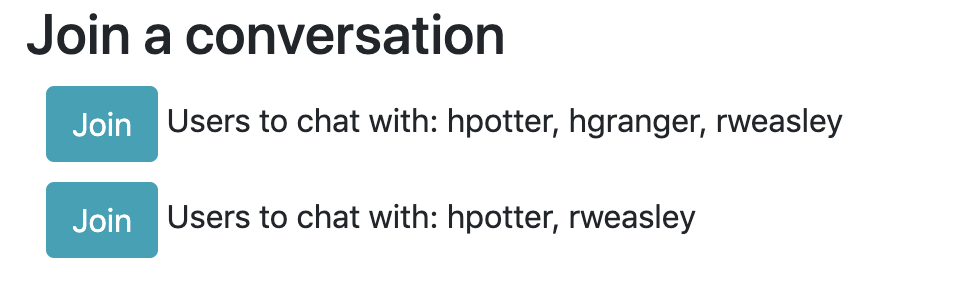 Join a conversation
Join Users to chat with: hpotter, hgranger, rweasley
Join Users to chat with: hpotter, rweasley